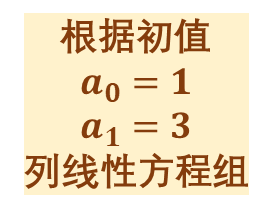 根据初值
a₀ = 1
a₁ = 3
列线性方程组